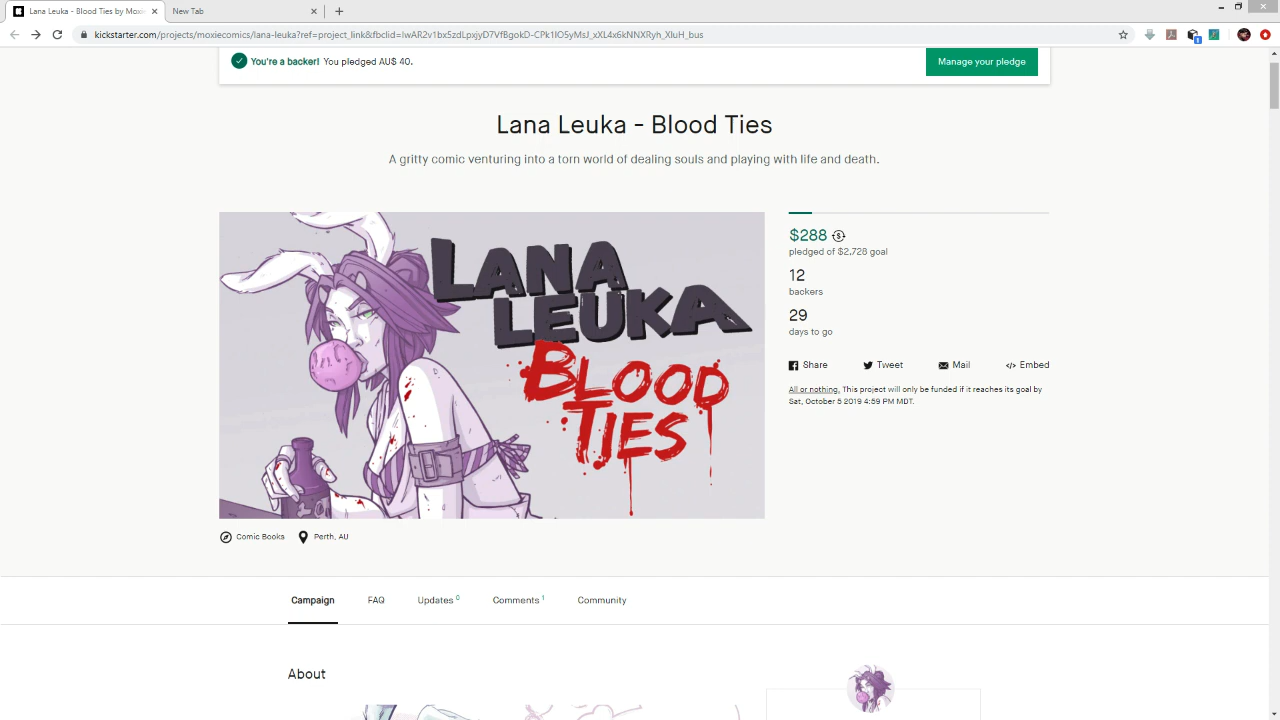 Lana Leuka - Blood Ties by Moxie
New Tab
kickstarter.com/projects/moxiecomics/lana-leuka?ref=project_link&fbclid=IwAR2v1bx5zdLpxjyD7VfBgokD-CPk1IO5yMsJ_xXL4x6kNNXRyh_XluH_bus
You're a backer! You pledged AU$ 40.
Manage your pledge
Lana Leuka - Blood Ties
A gritty comic venturing into a torn world of dealing souls and playing with life and death.
LANA
LEUKA
BLOOD
TIES
$288
pledged of $2,728 goal
12
backers
29
days to go
Share Tweet Mail Embed
All or nothing. This project will only be funded if it reaches its goal by
Sat, October 5 2019 4:59 PM MDT.
Comic Books Perth, AU
Campaign FAQ Updates 0 Comments 1 Community
About